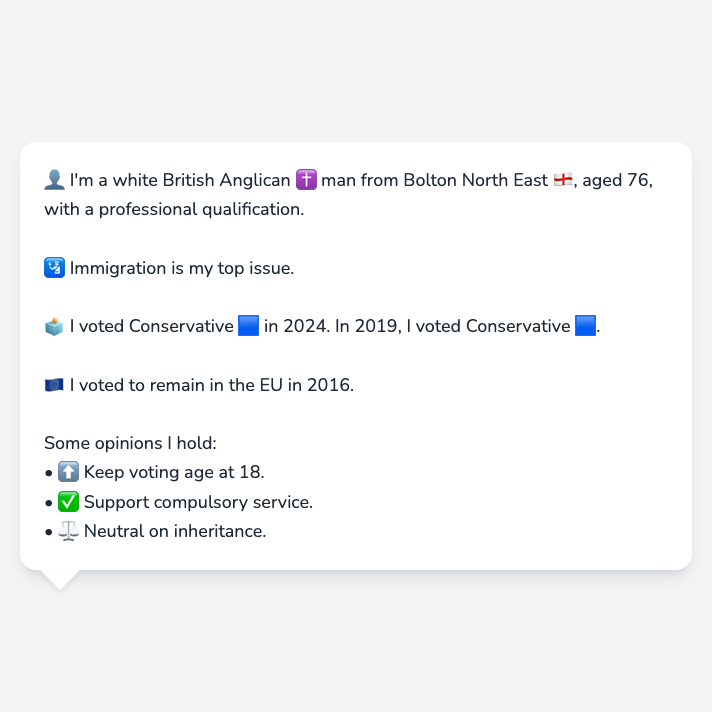 👤 I'm a white British Anglican ✝️ man from Bolton North East 🏴󠁧󠁢󠁥󠁮󠁧󠁿, aged 76,
with a professional qualification.
🛂 Immigration is my top issue.
🗳️ I voted Conservative 🟦 in 2024. In 2019, I voted Conservative 🟦.
🇪🇺 I voted to remain in the EU in 2016.
Some opinions I hold:
• ⬆️ Keep voting age at 18.
• ✅ Support compulsory service.
• ⚖️ Neutral on inheritance.